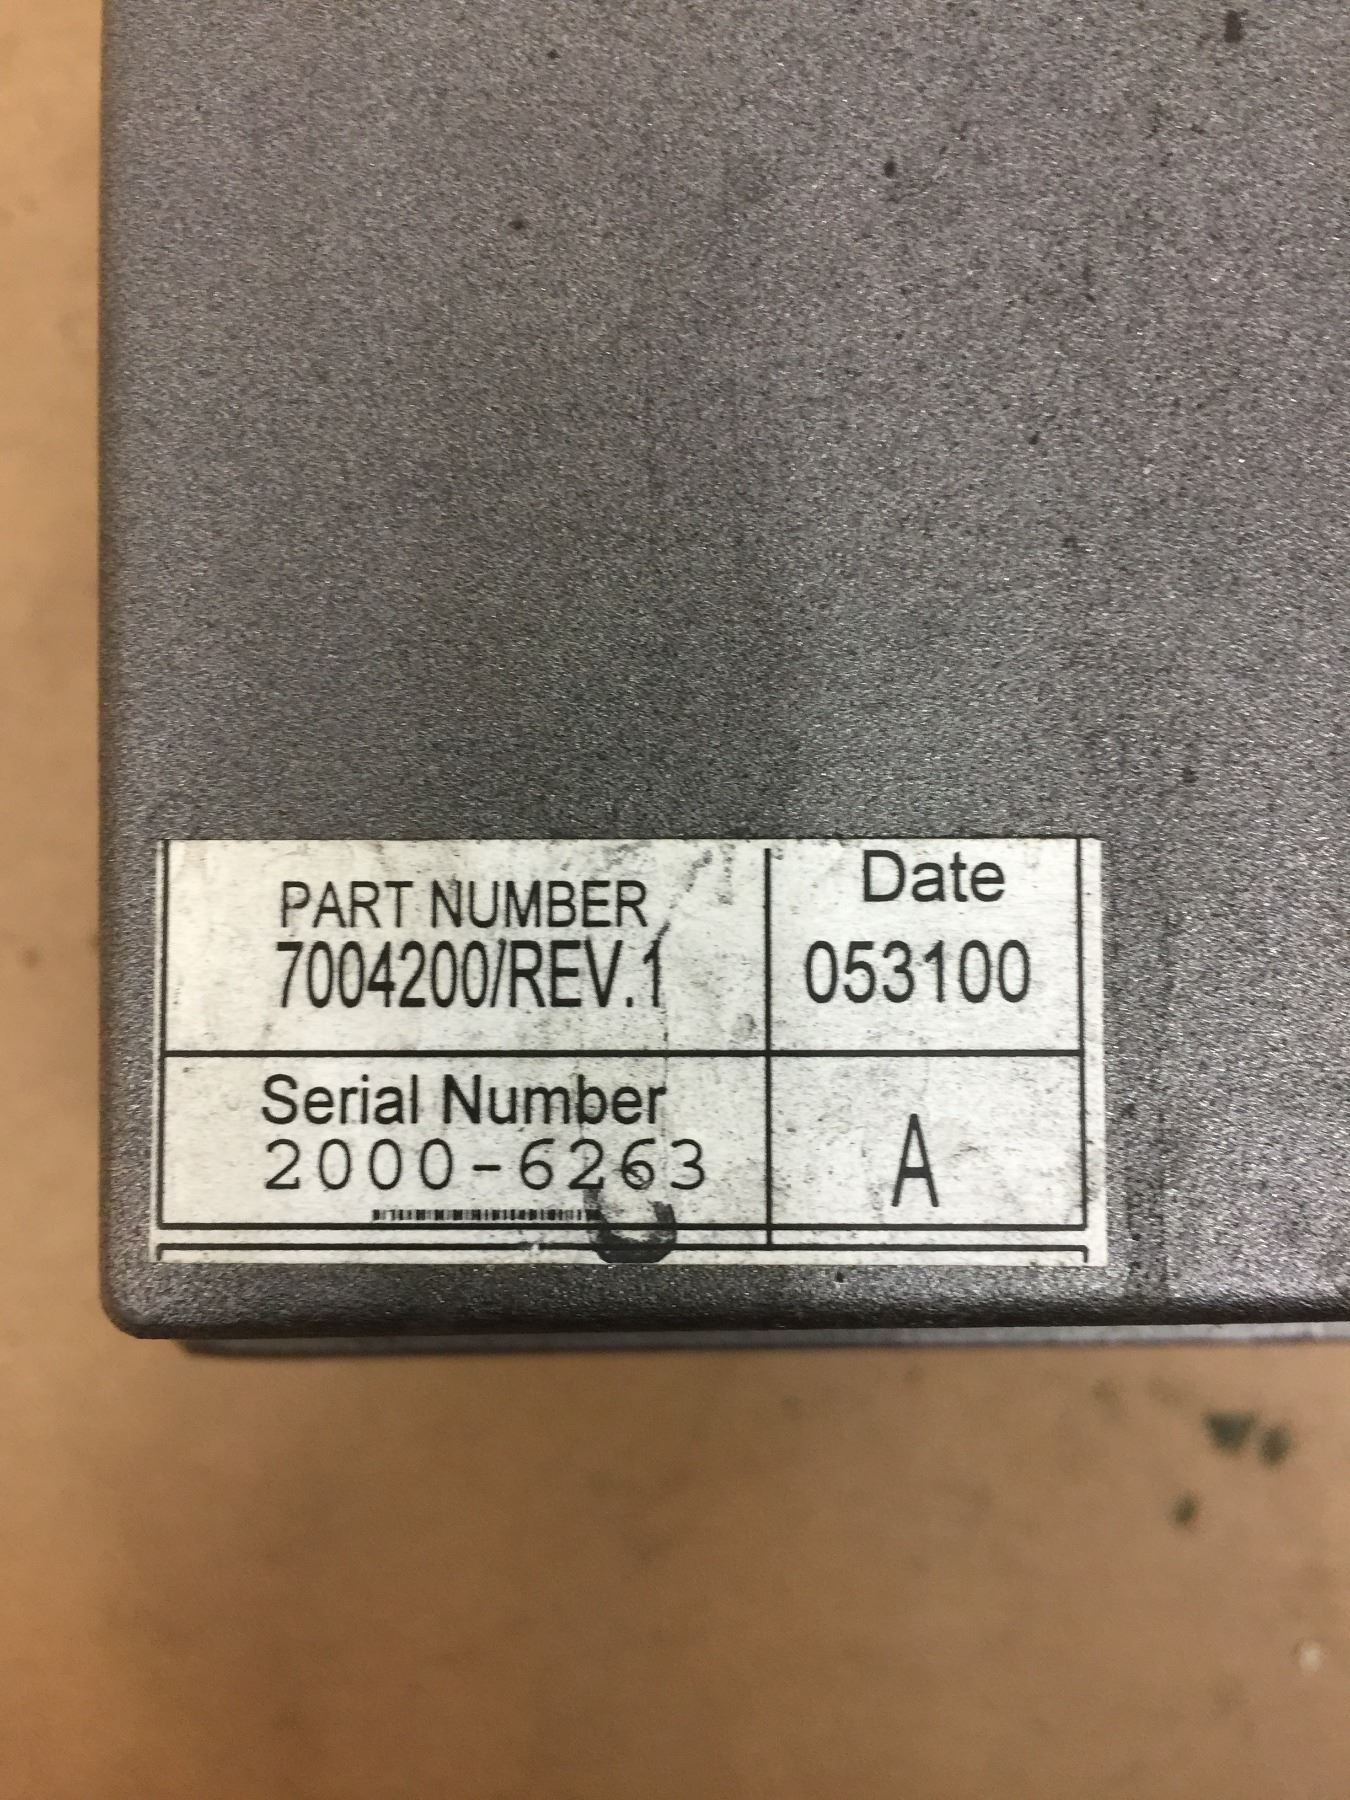 PART NUMBER
7004200/REV.1
Date
053100
Serial Number
2000-6263
A